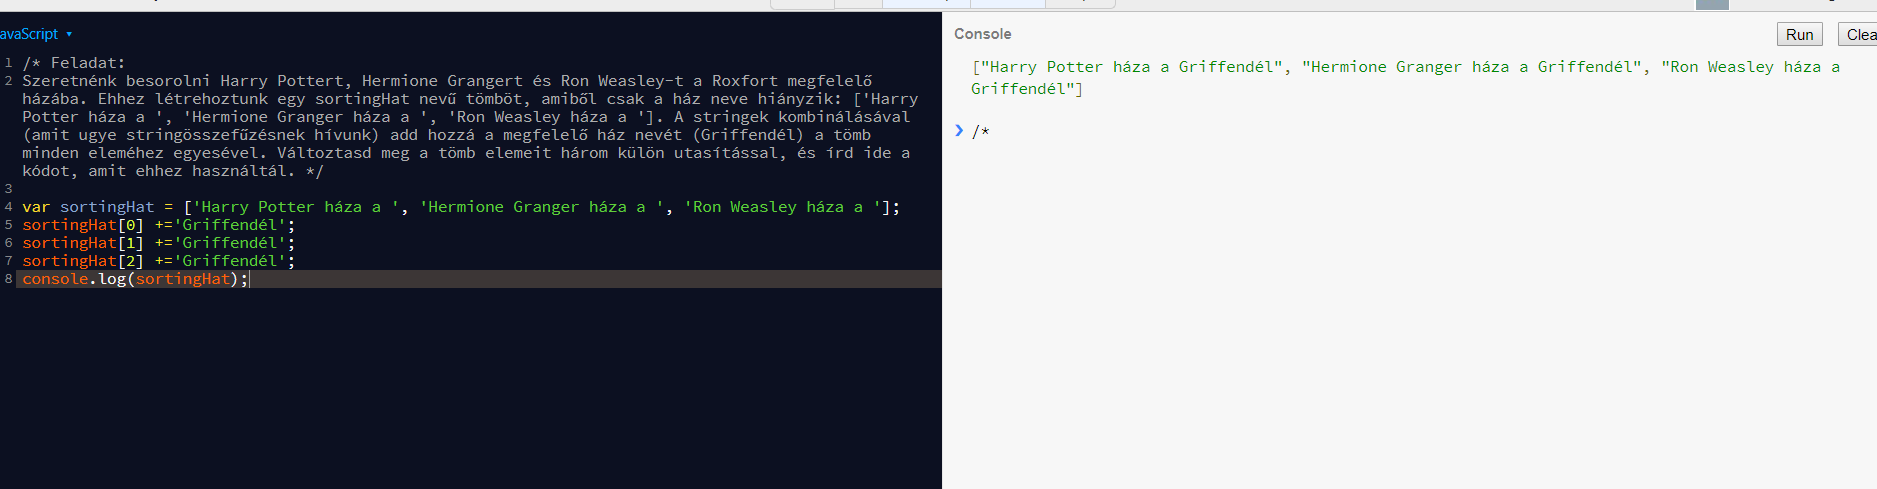 avaScript
1 /* Feladat:
2 Szeretnénk besorolni Harry Pottert, Hermione Grangert és Ron Weasley-t a Roxfort megfelelő
házába. Ehhez létrehoztunk egy sortingHat nevű tömböt, amiből csak a ház neve hiányzik: ['Harry
Potter háza a ', 'Hermione Granger háza a ', 'Ron Weasley háza a ']. A stringek kombinálásával
(amit ugye stringösszefűzésnek hívunk) add hozzá a megfelelő ház nevét (Griffendél) a tömb
minden eleméhez egyesével. Változtasd meg a tömb elemeit három külön utasítással, és írd ide a
kódot, amit ehhez használtál. */
3
4 var sortingHat = ['Harry Potter háza a ', 'Hermione Granger háza a ', 'Ron Weasley háza a '];
5 sortingHat[0] +='Griffendél';
6 sortingHat[1] +='Griffendél';
7 sortingHat[2] +='Griffendél';
8 console.log(sortingHat);
Console
Run
Clea
["Harry Potter háza a Griffendél", "Hermione Granger háza a Griffendél", "Ron Weasley háza a
Griffendél"]
/*